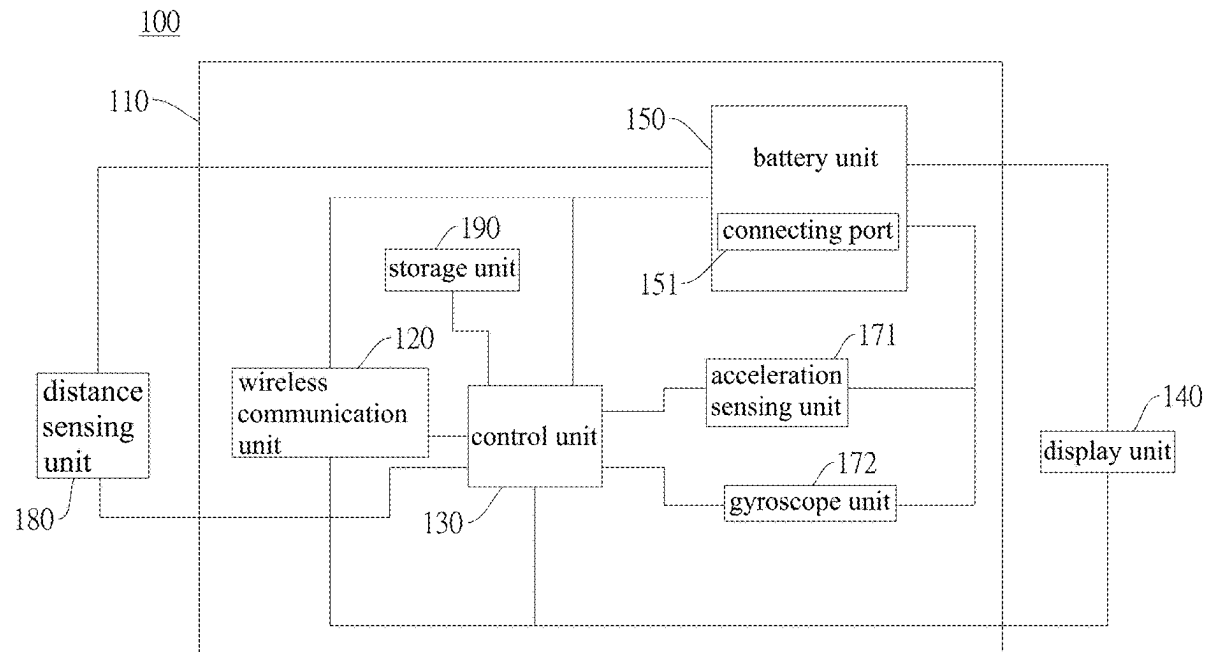 100
110
150
battery unit
connecting port
151
190
storage unit
120
wireless
communication
unit
171
acceleration
sensing unit
distance
sensing
unit
180
control unit
130
172
gyroscope unit
140
display unit